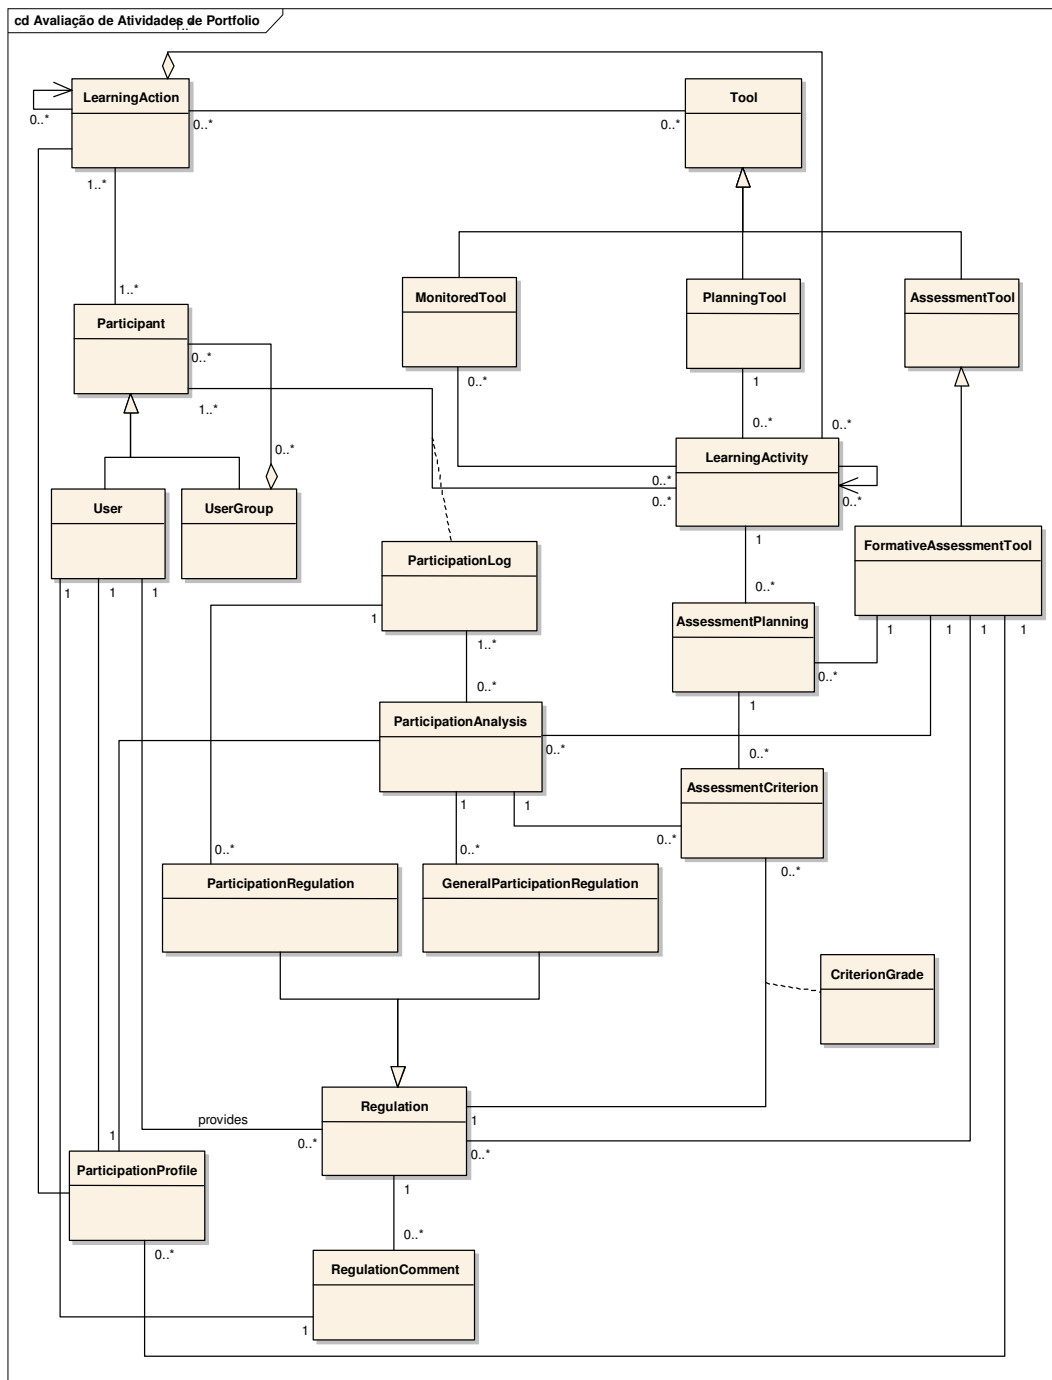 cd Avaliação de Atividades de Portfolio
1..*
LearningAction
Tool
0..*
0..*
0..*
1..*
1..*
MonitoredTool
PlanningTool
AssessmentTool
Participant
0..*
0..*
1
1..*
0..*
0..*
0..*
LearningActivity
0..*
0..*
0..*
User
UserGroup
FormativeAssessmentTool
1
ParticipationLog
1
1
1
0..*
1
AssessmentPlanning
1
1
1
1
1..*
0..*
0..*
1
ParticipationAnalysis
0..*
0..*
AssessmentCriterion
1
1
0..*
0..*
0..*
ParticipationRegulation
GeneralParticipationRegulation
0..*
CriterionGrade
Regulation
provides
1
1
0..*
0..*
ParticipationProfile
1
0..*
0..*
RegulationComment
1